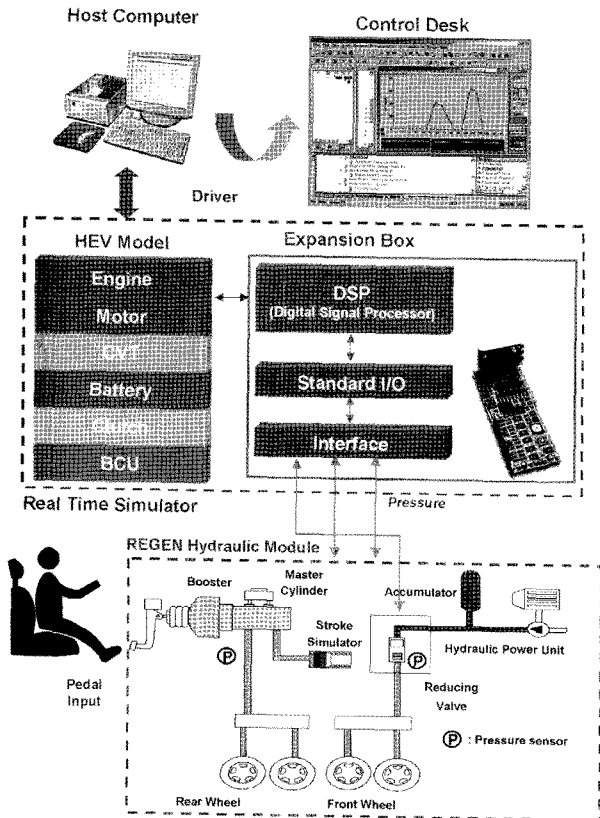 Host Computer
Control Desk
Driver
HEV Model
Expansion Box
Engine
Motor
CVT
Battery
BCU
DSP
(Digital Signal Processor)
Standard I/O
Interface
Real Time Simulator
Pressure
REGEN Hydraulic Module
Booster
Master
Cylinder
Stroke
Simulator
Accumulator
Hydraulic Power Unit
Reducing
Valve
Pedal
Input
P
P
P : Pressure sensor
Rear Wheel
Front Wheel